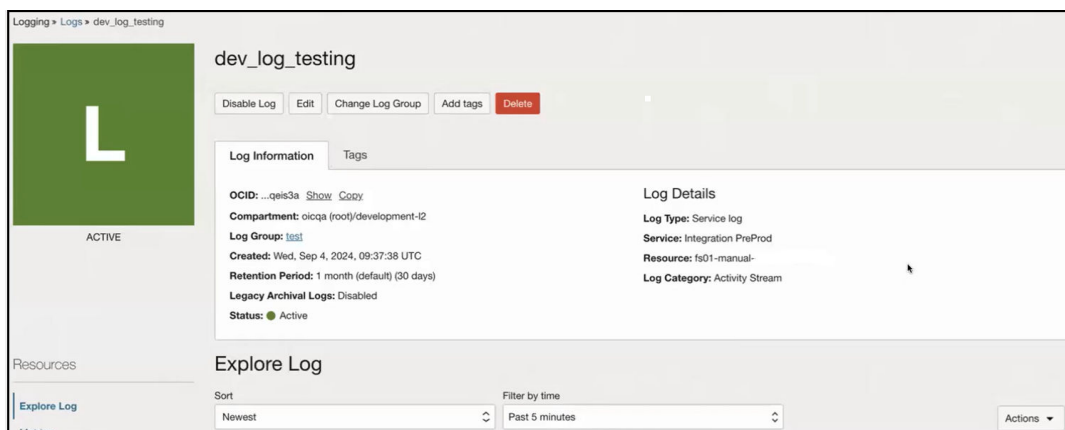 Logging » Logs » dev_log_testing
L
ACTIVE
dev_log_testing
Disable Log Edit Change Log Group Add tags Delete
Log Information Tags
OCID: ...qeis3a Show Copy
Compartment: oicqa (root)/development-l2
Log Group: test
Created: Wed, Sep 4, 2024, 09:37:38 UTC
Retention Period: 1 month (default) (30 days)
Legacy Archival Logs: Disabled
Status: Active
Log Details
Log Type: Service log
Service: Integration PreProd
Resource: fs01-manual-
Log Category: Activity Stream
Resources
Explore Log
Explore Log
Sort Filter by time
Newest Past 5 minutes Actions